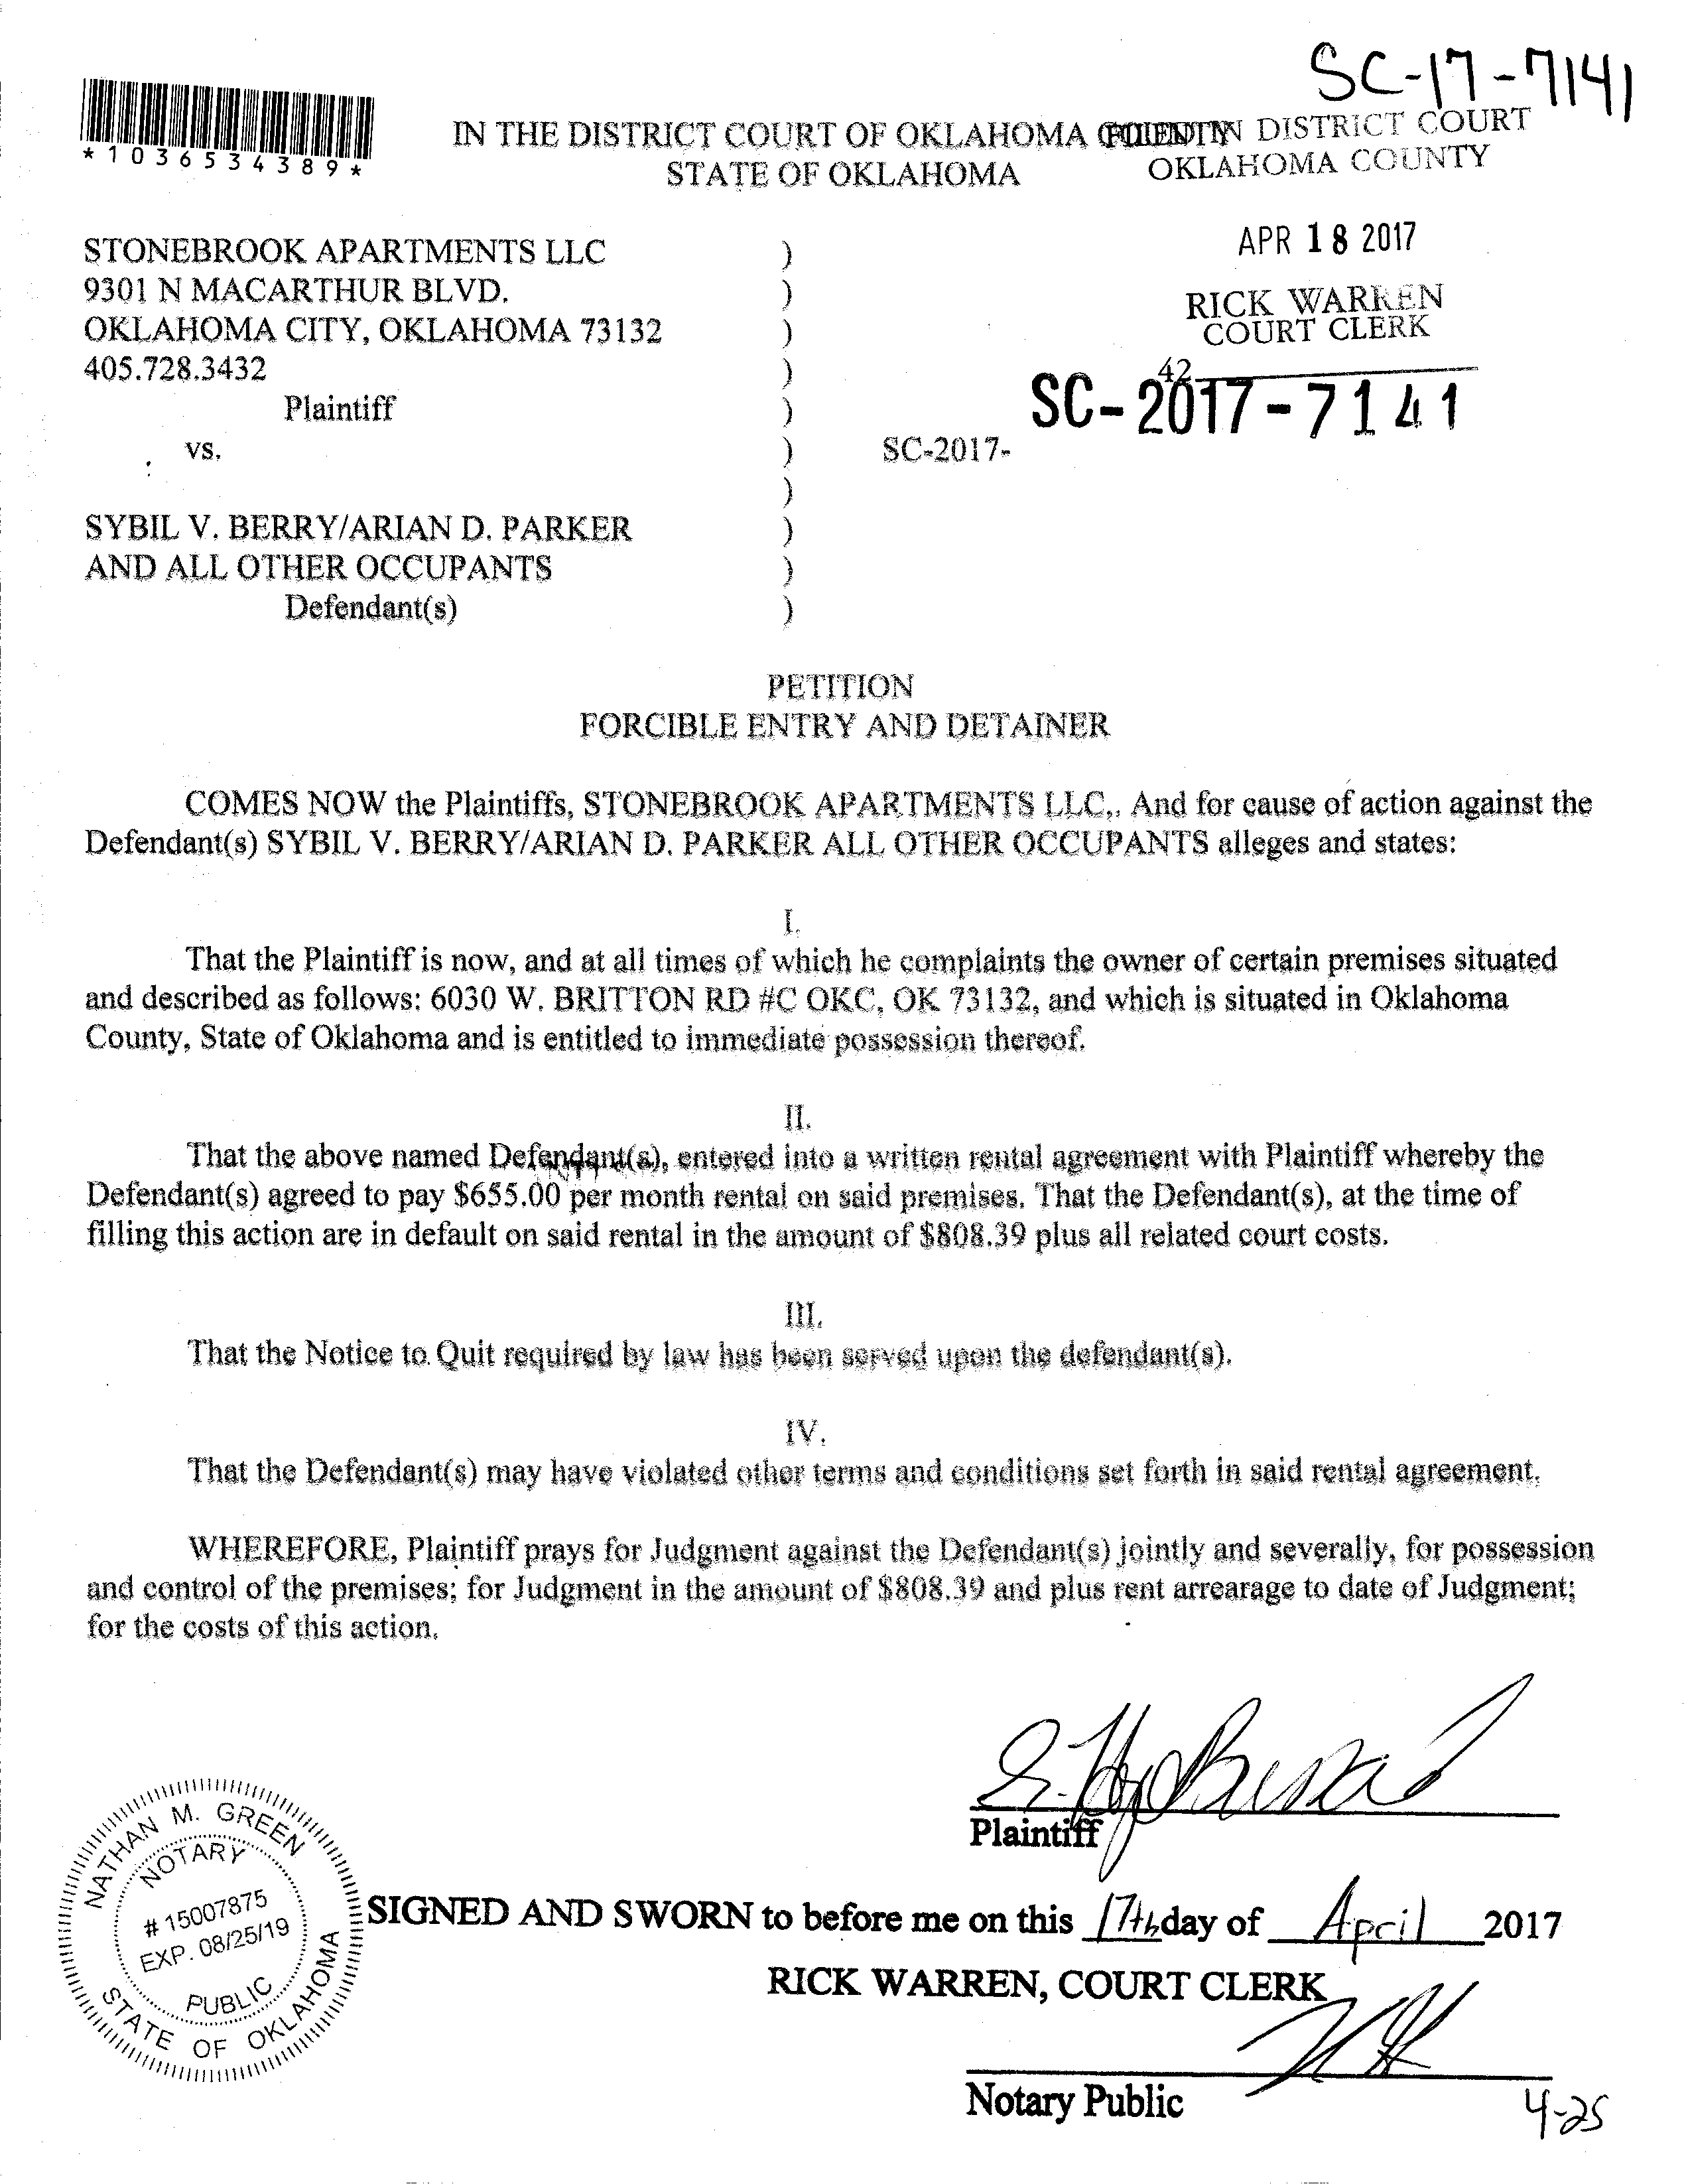 SC-17-7141
*1036534389*
IN THE DISTRICT COURT OF OKLAHOMA COUNTY
STATE OF OKLAHOMA
FILED IN DISTRICT COURT
OKLAHOMA COUNTY
APR 18 2017
RICK WARREN
COURT CLERK
42
SC-2017-7141
STONEBROOK APARTMENTS LLC )
9301 N MACARTHUR BLVD. )
OKLAHOMA CITY, OKLAHOMA 73132 )
405.728.3432 )
Plaintiff )
vs. ) SC-2017-
)
SYBIL V. BERRY/ARIAN D. PARKER )
AND ALL OTHER OCCUPANTS )
Defendant(s) )
PETITION
FORCIBLE ENTRY AND DETAINER
COMES NOW the Plaintiffs, STONEBROOK APARTMENTS LLC,. And for cause of action against the
Defendant(s) SYBIL V. BERRY/ARIAN D. PARKER ALL OTHER OCCUPANTS alleges and states:
I.
That the Plaintiff is now, and at all times of which he complaints the owner of certain premises situated
and described as follows: 6030 W. BRITTON RD #C OKC, OK 73132, and which is situated in Oklahoma
County, State of Oklahoma and is entitled to immediate possession thereof.
II.
That the above named Defendant(s), entered into a written rental agreement with Plaintiff whereby the
Defendant(s) agreed to pay $655.00 per month rental on said premises. That the Defendant(s), at the time of
filling this action are in default on said rental in the amount of $808.39 plus all related court costs.
III.
That the Notice to Quit required by law has been served upon the defendant(s).
IV.
That the Defendant(s) may have violated other terms and conditions set forth in said rental agreement.
WHEREFORE, Plaintiff prays for Judgment against the Defendant(s) jointly and severally, for possession
and control of the premises; for Judgment in the amount of $808.39 and plus rent arrearage to date of Judgment;
for the costs of this action.
Plaintiff
NATHAN M. GREEN
NOTARY
# 15007875
EXP. 08/25/19
PUBLIC
STATE OF OKLAHOMA
SIGNED AND SWORN to before me on this 17th day of April 2017
RICK WARREN, COURT CLERK
Notary Public
4-25